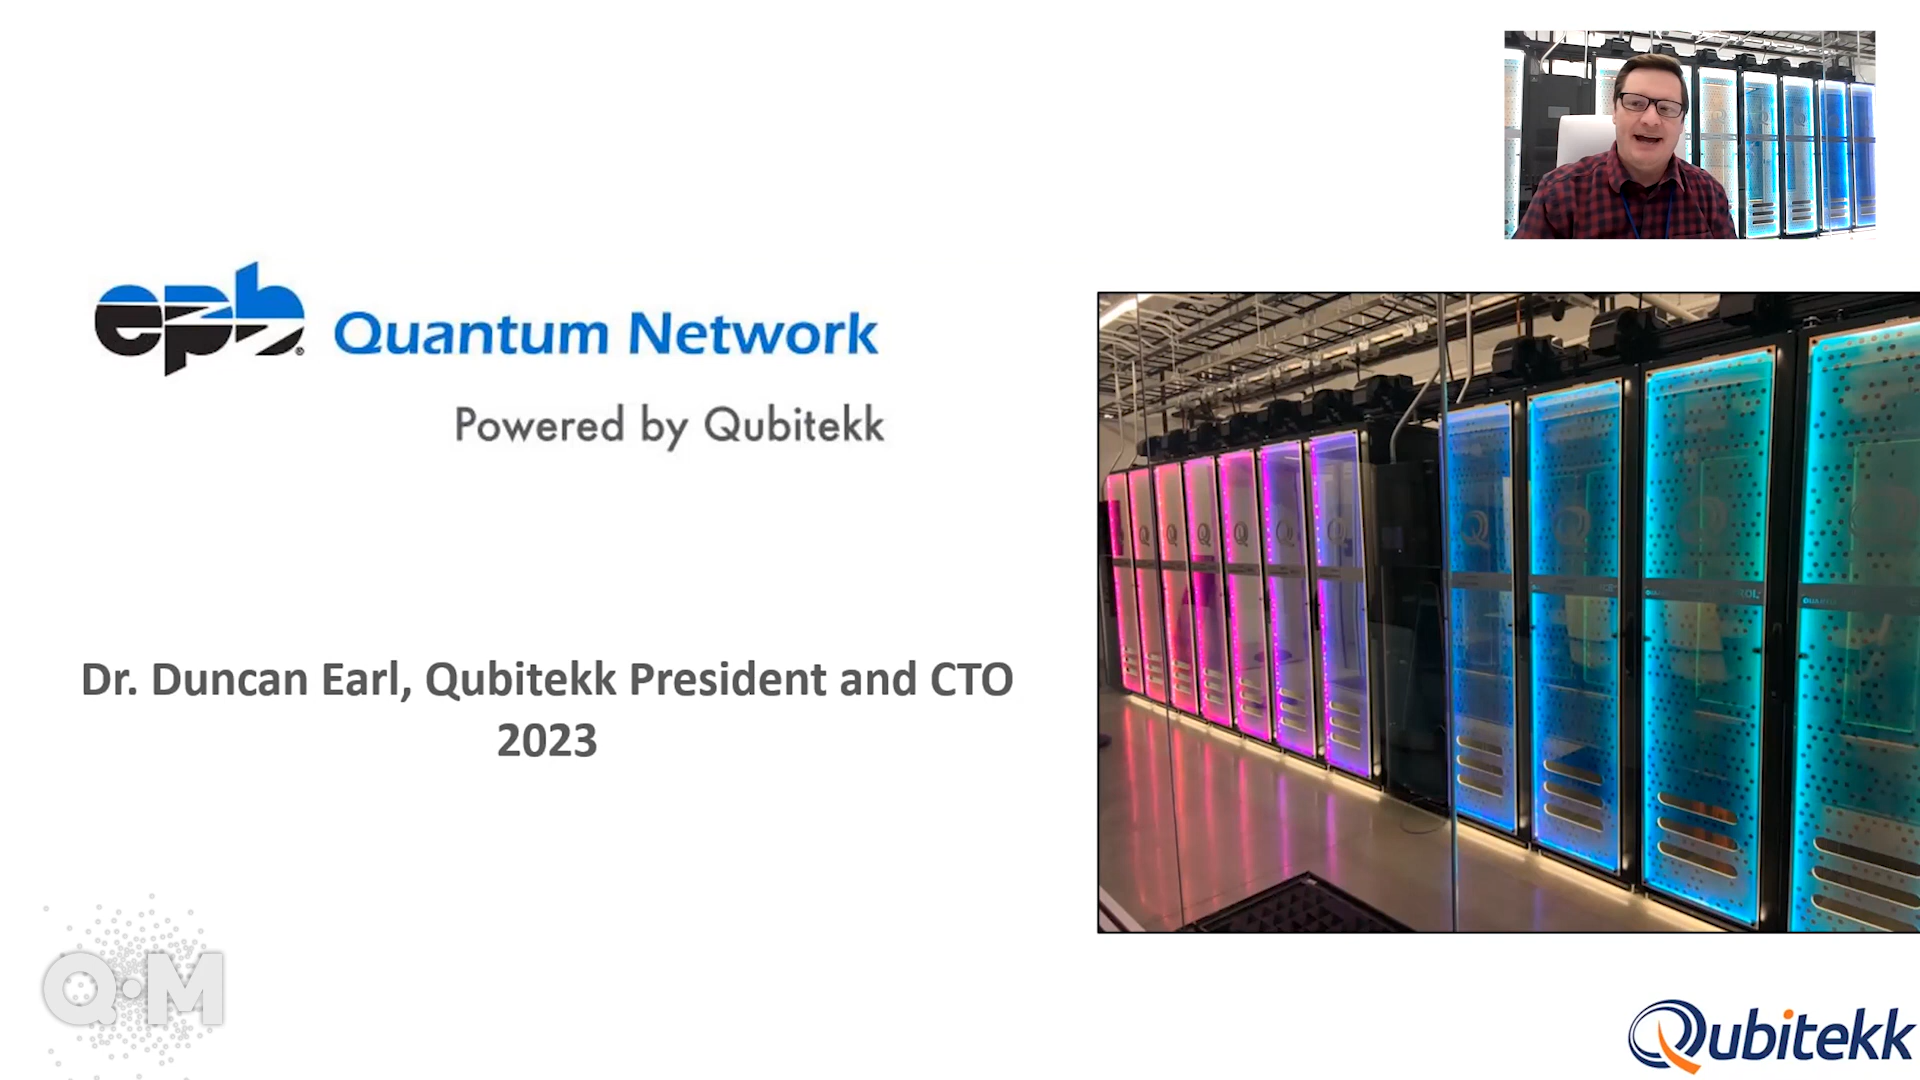 epb® Quantum Network
Powered by Qubitekk
Dr. Duncan Earl, Qubitekk President and CTO
2023
Q·M
Qubitekk